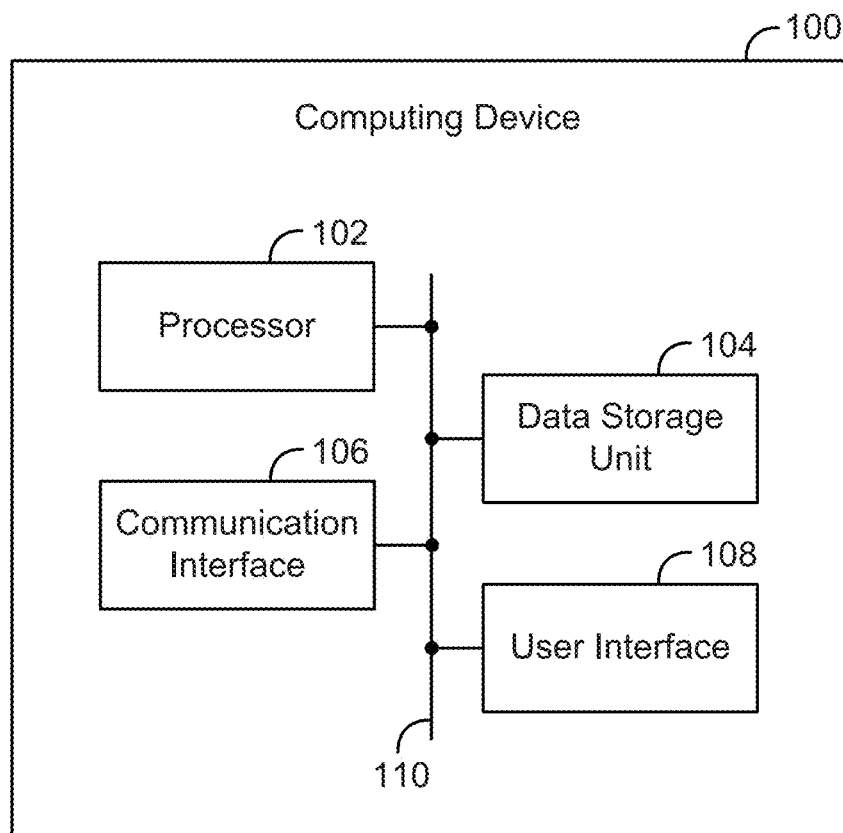 100
Computing Device
102
Processor
104
Data Storage
Unit
106
Communication
Interface
108
User Interface
110